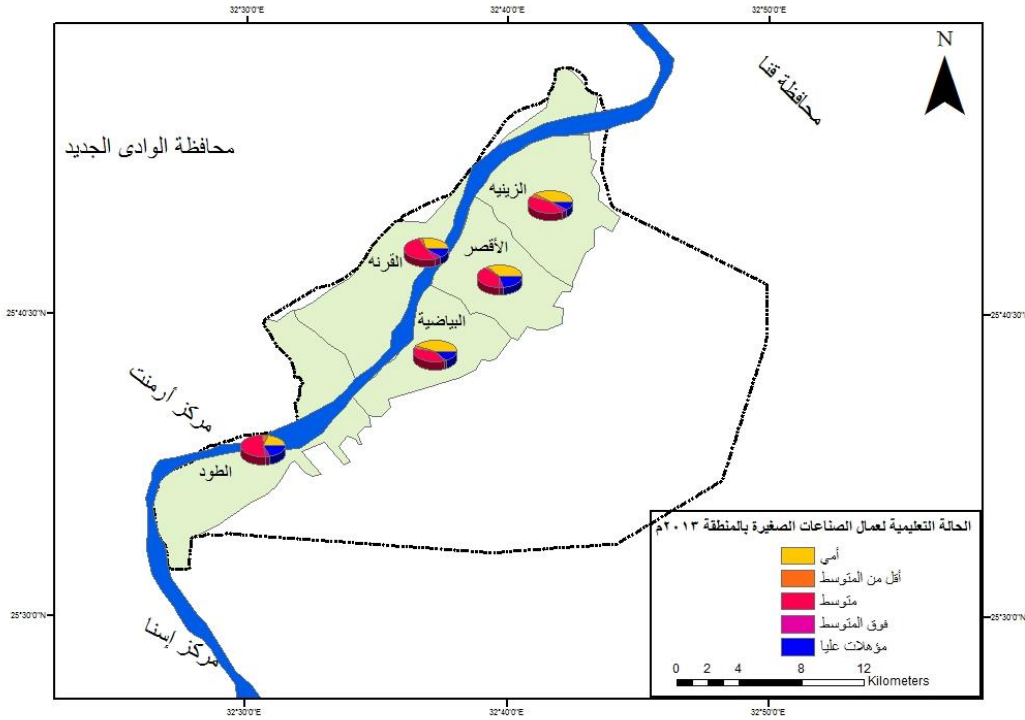 32°30'0"E
32°40'0"E
32°50'0"E
N
محافظة قنا
محافظة الوادى الجديد
الزينيه
الأقصر
القرنه
البياضية
25°40'30"N
25°40'30"N
مركز أرمنت
الطود
مركز إسنا
25°30'0"N
25°30'0"N
الحالة التعليمية لعمال الصناعات الصغيرة بالمنطقة ٢٠١٣م
أمي
أقل من المتوسط
متوسط
فوق المتوسط
مؤهلات عليا
0 2 4 8 12
Kilometers
32°30'0"E
32°40'0"E
32°50'0"E